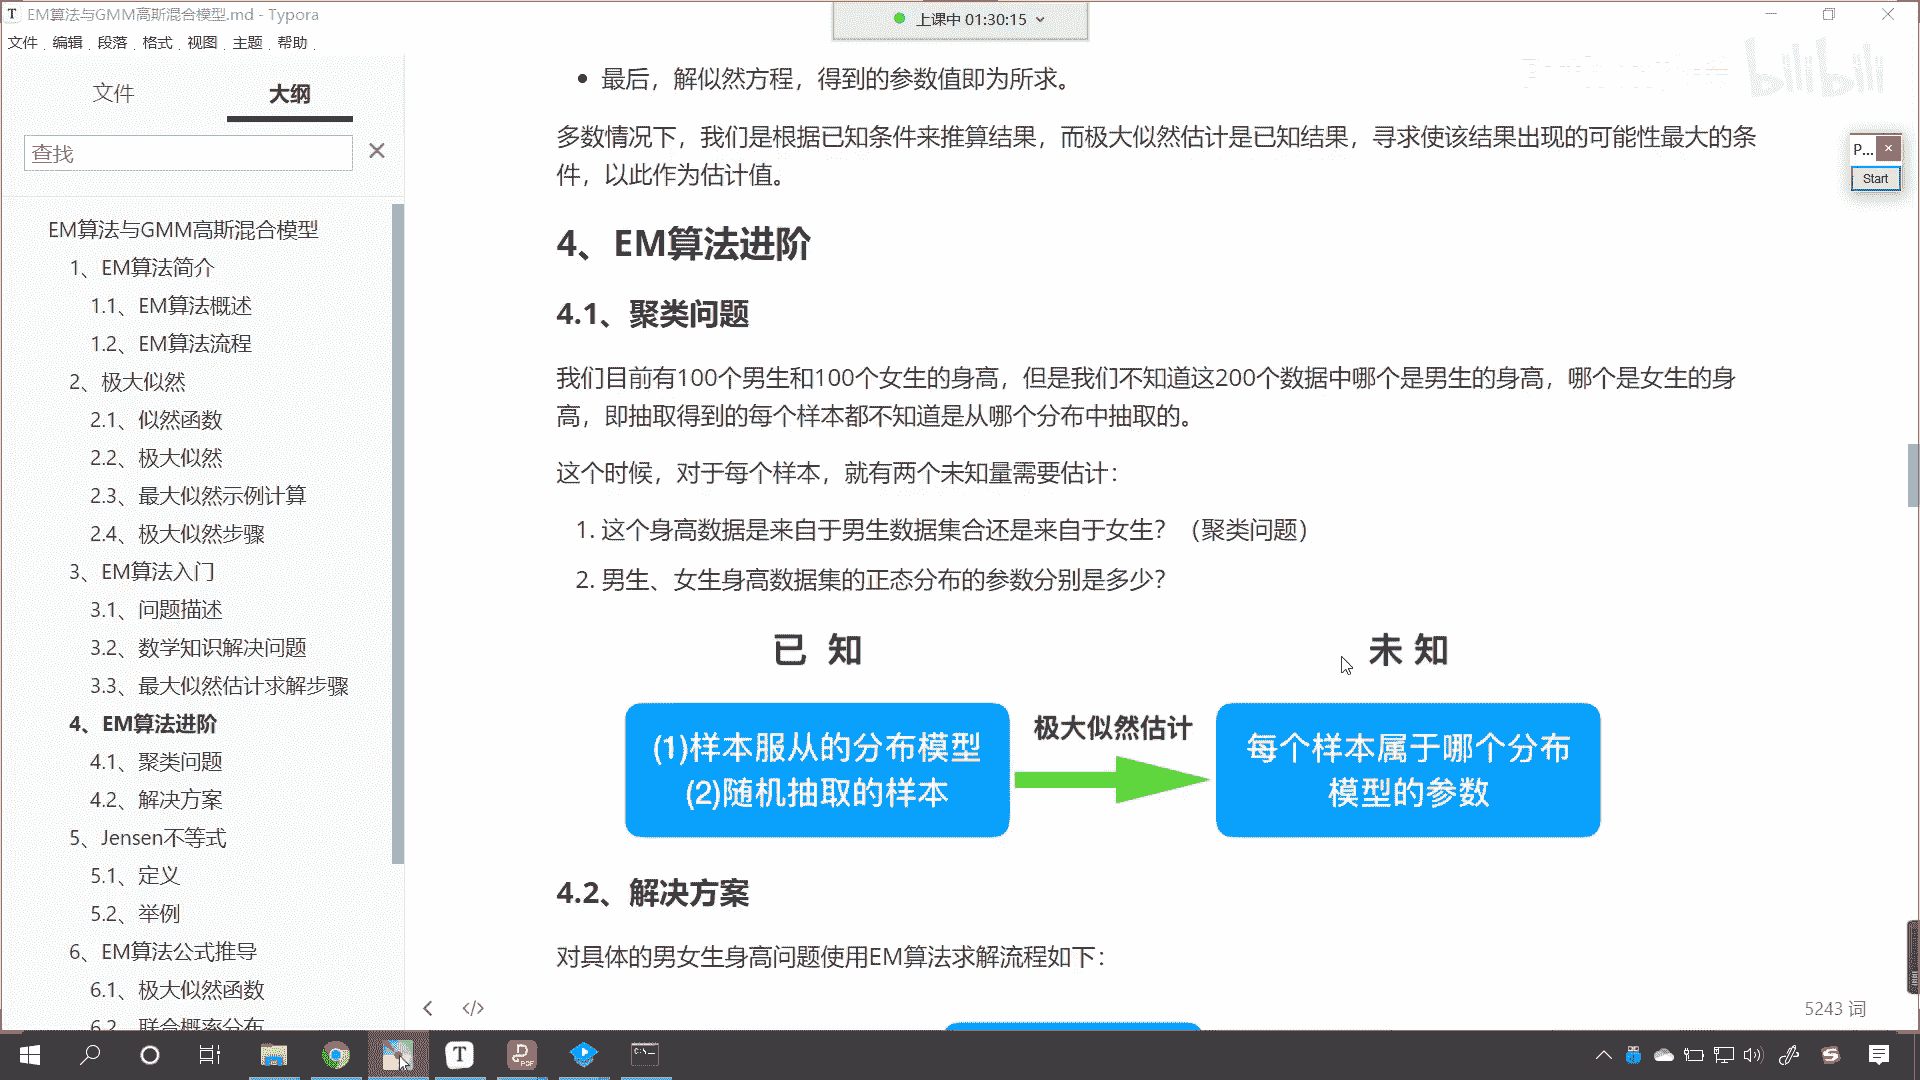 EM算法与GMM高斯混合模型.md - Typora
上课中 01:30:15
文件 编辑 段落 格式 视图 主题 帮助
文件 大纲
查找
EM算法与GMM高斯混合模型
1、EM算法简介
1.1、EM算法概述
1.2、EM算法流程
2、极大似然
2.1、似然函数
2.2、极大似然
2.3、最大似然示例计算
2.4、极大似然步骤
3、EM算法入门
3.1、问题描述
3.2、数学知识解决问题
3.3、最大似然估计求解步骤
4、EM算法进阶
4.1、聚类问题
4.2、解决方案
5、Jensen不等式
5.1、定义
5.2、举例
6、EM算法公式推导
6.1、极大似然函数
6.2、联合概率分布
• 最后，解似然方程，得到的参数值即为所求。
多数情况下，我们是根据已知条件来推算结果，而极大似然估计是已知结果，寻求使该结果出现的可能性最大的条
件，以此作为估计值。
4、EM算法进阶
4.1、聚类问题
我们目前有100个男生和100个女生的身高，但是我们不知道这200个数据中哪个是男生的身高，哪个是女生的身
高，即抽取得到的每个样本都不知道是从哪个分布中抽取的。
这个时候，对于每个样本，就有两个未知量需要估计：
1. 这个身高数据是来自于男生数据集合还是来自于女生？（聚类问题）
2. 男生、女生身高数据集的正态分布的参数分别是多少？
已 知
未 知
(1)样本服从的分布模型
(2)随机抽取的样本
极大似然估计
每个样本属于哪个分布
模型的参数
4.2、解决方案
对具体的男女生身高问题使用EM算法求解流程如下：
5243 词
bilibili
P...
Start